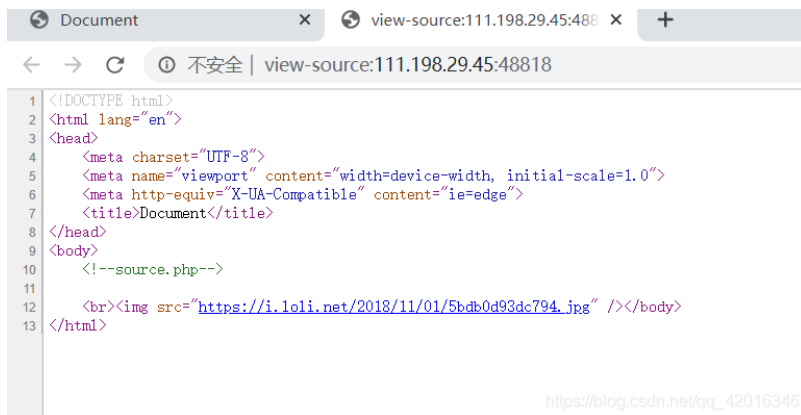 Document
view-source:111.198.29.45:488
不安全 | view-source:111.198.29.45:48818
1 <!DOCTYPE html>
2 <html lang="en">
3 <head>
4 <meta charset="UTF-8">
5 <meta name="viewport" content="width=device-width, initial-scale=1.0">
6 <meta http-equiv="X-UA-Compatible" content="ie=edge">
7 <title>Document</title>
8 </head>
9 <body>
10 <!--source.php-->
11
12 <br><img src="https://i.loli.net/2018/11/01/5bdb0d93dc794.jpg" /></body>
13 </html>
https://blog.csdn.net/qq_42016346